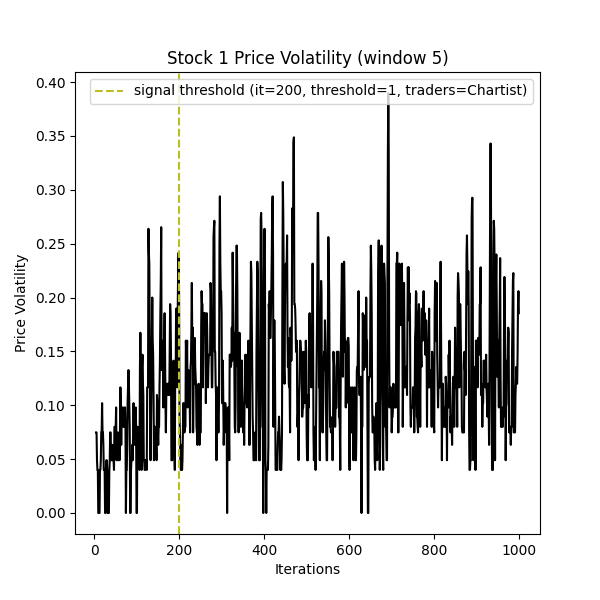 Stock 1 Price Volatility (window 5)
signal threshold (it=200, threshold=1, traders=Chartist)
0.40
0.35
0.30
0.25
0.20
0.15
0.10
0.05
0.00
Price Volatility
0 200 400 600 800 1000
Iterations